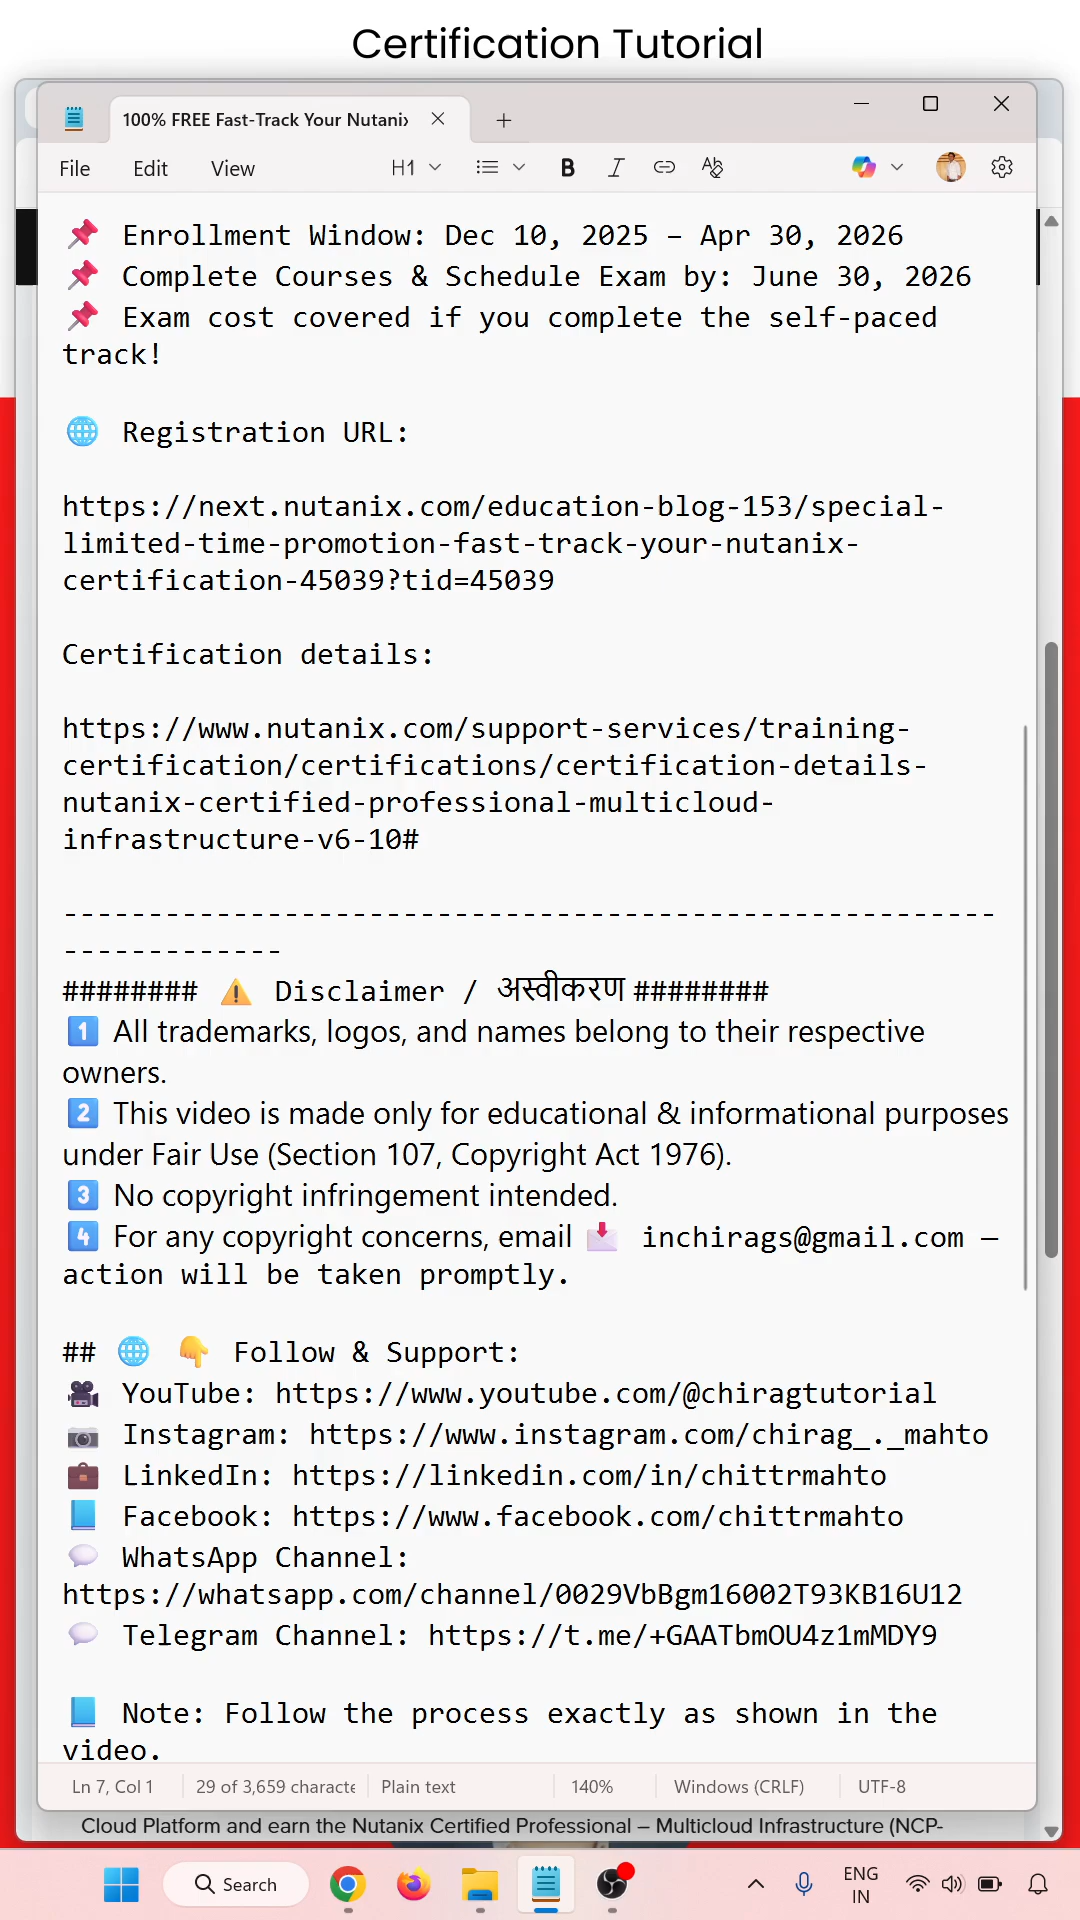 Certification Tutorial
100% FREE Fast-Track Your Nutanix
File Edit View H1 B I
📌 Enrollment Window: Dec 10, 2025 – Apr 30, 2026
📌 Complete Courses & Schedule Exam by: June 30, 2026
📌 Exam cost covered if you complete the self-paced
track!
🌐 Registration URL:
https://next.nutanix.com/education-blog-153/special-
limited-time-promotion-fast-track-your-nutanix-
certification-45039?tid=45039
Certification details:
https://www.nutanix.com/support-services/training-
certification/certifications/certification-details-
nutanix-certified-professional-multicloud-
infrastructure-v6-10#
-------------------------------------------------------
-------------
######## ⚠️ Disclaimer / अस्वीकरण ########
1️⃣ All trademarks, logos, and names belong to their respective
owners.
2️⃣ This video is made only for educational & informational purposes
under Fair Use (Section 107, Copyright Act 1976).
3️⃣ No copyright infringement intended.
4️⃣ For any copyright concerns, email 📩 inchirags@gmail.com —
action will be taken promptly.
## 🌐 👇 Follow & Support:
🎥 YouTube: https://www.youtube.com/@chiragtutorial
📷 Instagram: https://www.instagram.com/chirag_._mahto
💼 LinkedIn: https://linkedin.com/in/chittrmahto
📘 Facebook: https://www.facebook.com/chittrmahto
💬 WhatsApp Channel:
https://whatsapp.com/channel/0029VbBgm16002T93KB16U12
💬 Telegram Channel: https://t.me/+GAATbmOU4z1mMDY9
📘 Note: Follow the process exactly as shown in the
video.
Ln 7, Col 1 29 of 3,659 characte Plain text 140% Windows (CRLF) UTF-8
Cloud Platform and earn the Nutanix Certified Professional – Multicloud Infrastructure (NCP-
Search ENG
IN